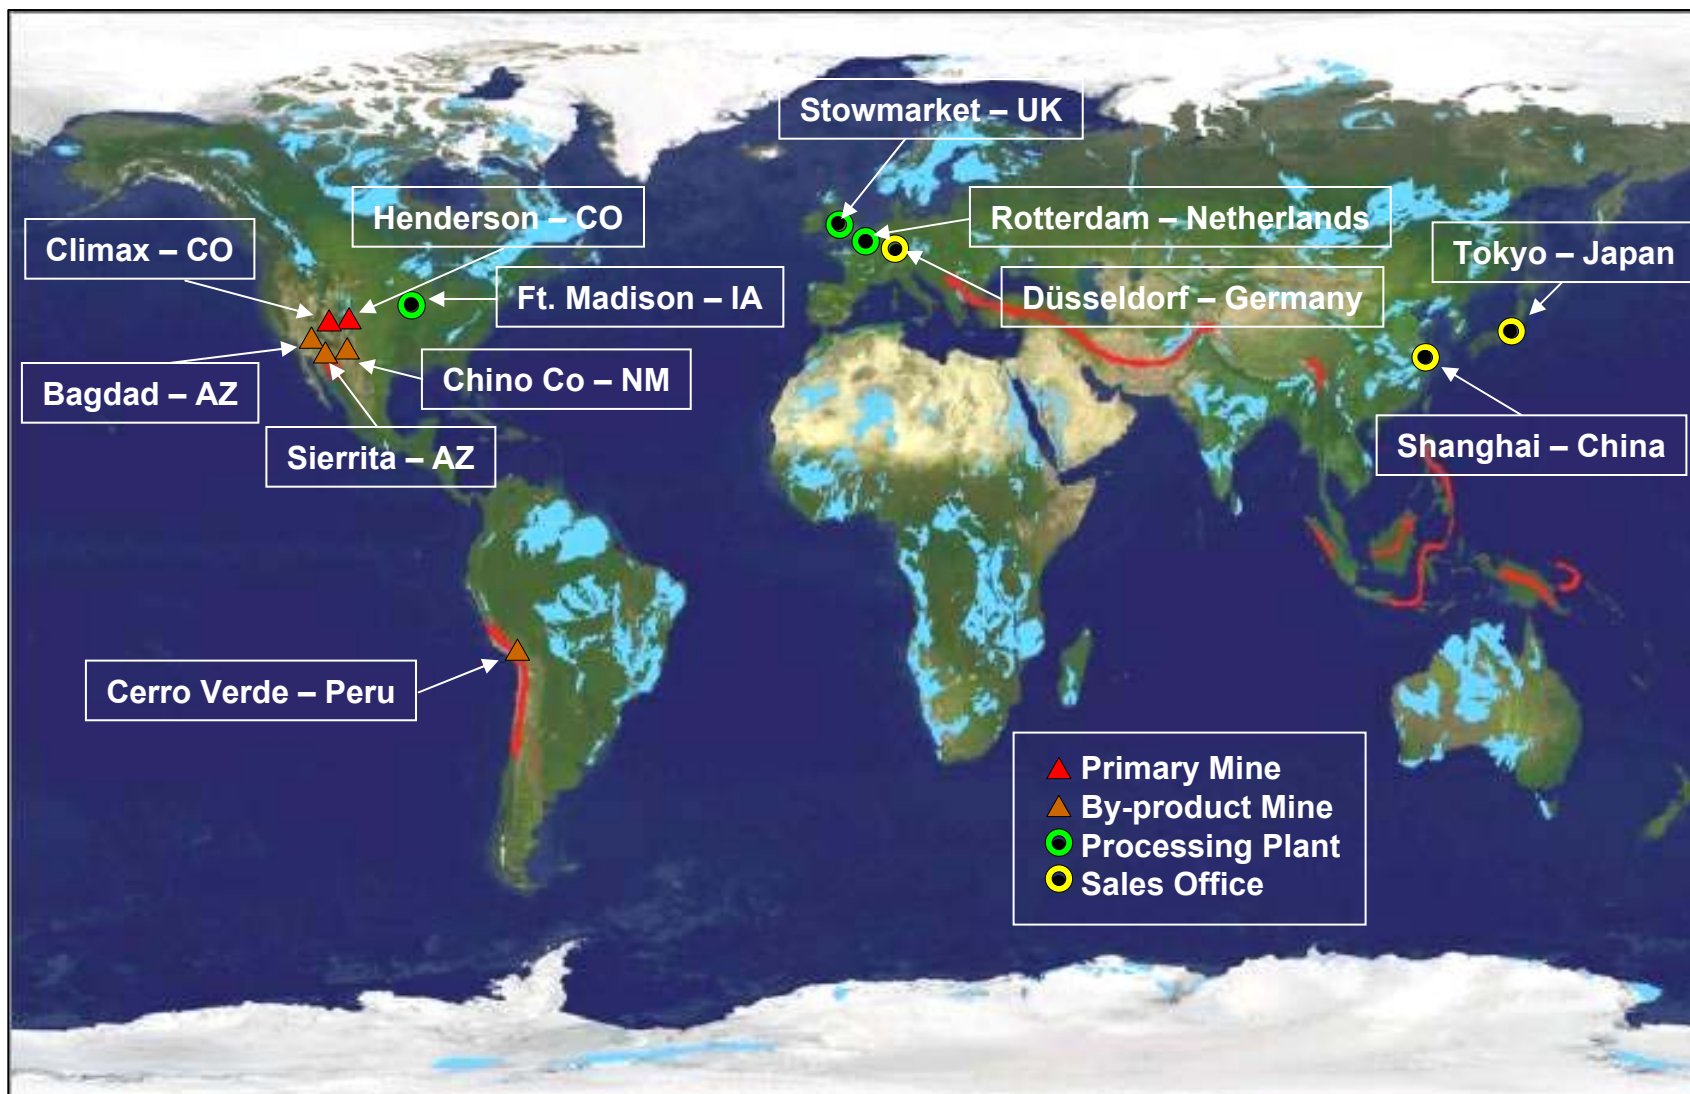 Stowmarket – UK
Henderson – CO
Rotterdam – Netherlands
Climax – CO
Tokyo – Japan
Ft. Madison – IA
Düsseldorf – Germany
Bagdad – AZ
Chino Co – NM
Sierrita – AZ
Shanghai – China
Cerro Verde – Peru
Primary Mine
By-product Mine
Processing Plant
Sales Office